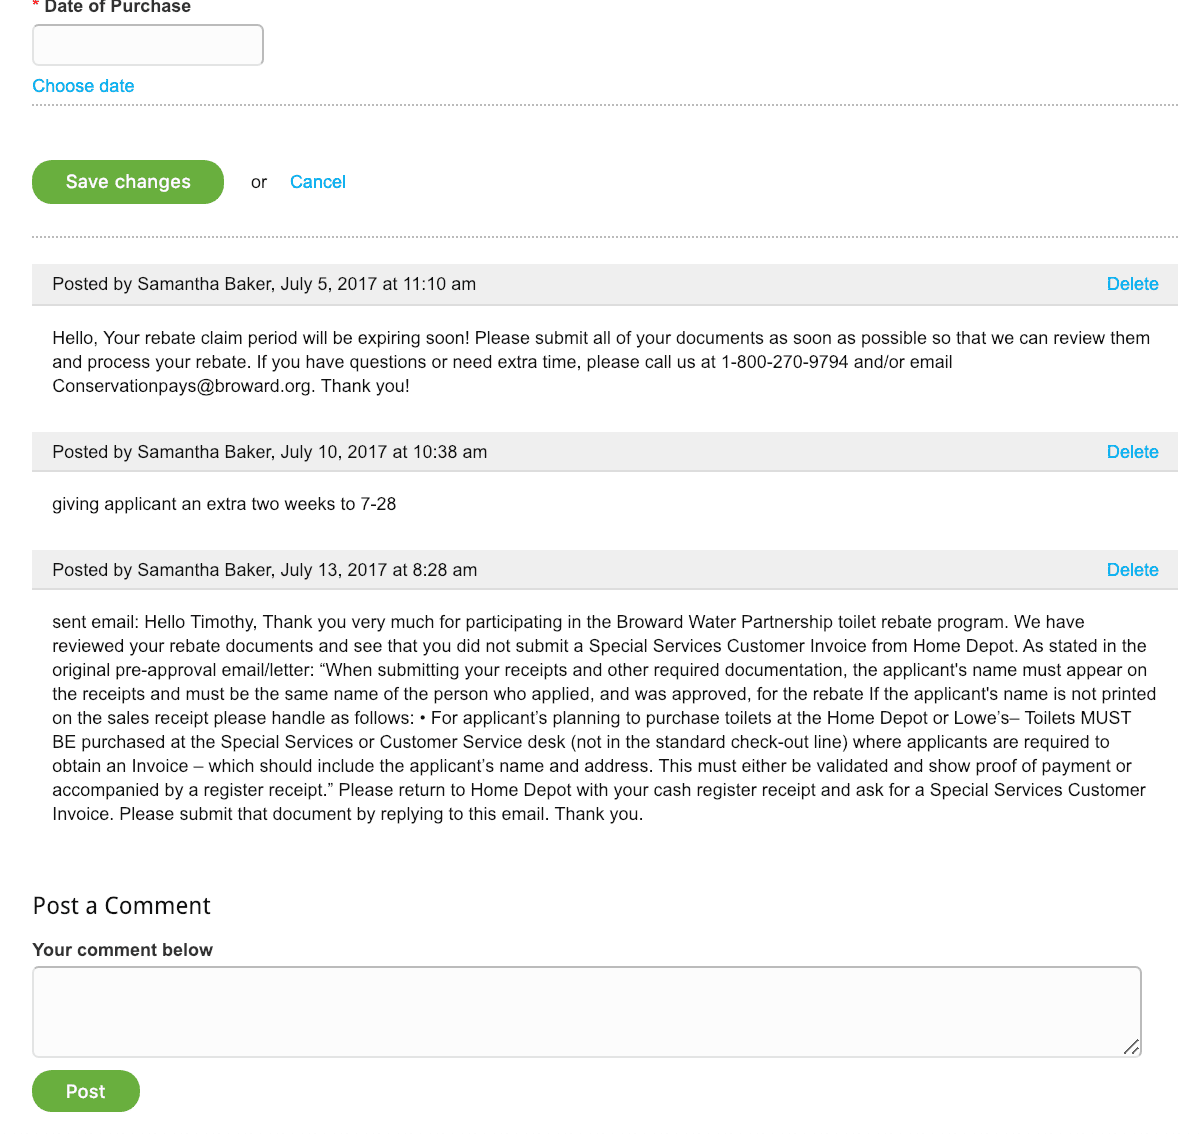 * Date of Purchase
Choose date
Save changes or Cancel
Posted by Samantha Baker, July 5, 2017 at 11:10 am Delete
Hello, Your rebate claim period will be expiring soon! Please submit all of your documents as soon as possible so that we can review them
and process your rebate. If you have questions or need extra time, please call us at 1-800-270-9794 and/or email
Conservationpays@broward.org. Thank you!
Posted by Samantha Baker, July 10, 2017 at 10:38 am Delete
giving applicant an extra two weeks to 7-28
Posted by Samantha Baker, July 13, 2017 at 8:28 am Delete
sent email: Hello Timothy, Thank you very much for participating in the Broward Water Partnership toilet rebate program. We have
reviewed your rebate documents and see that you did not submit a Special Services Customer Invoice from Home Depot. As stated in the
original pre-approval email/letter: “When submitting your receipts and other required documentation, the applicant's name must appear on
the receipts and must be the same name of the person who applied, and was approved, for the rebate If the applicant's name is not printed
on the sales receipt please handle as follows: • For applicant’s planning to purchase toilets at the Home Depot or Lowe’s– Toilets MUST
BE purchased at the Special Services or Customer Service desk (not in the standard check-out line) where applicants are required to
obtain an Invoice – which should include the applicant’s name and address. This must either be validated and show proof of payment or
accompanied by a register receipt.” Please return to Home Depot with your cash register receipt and ask for a Special Services Customer
Invoice. Please submit that document by replying to this email. Thank you.
Post a Comment
Your comment below
Post